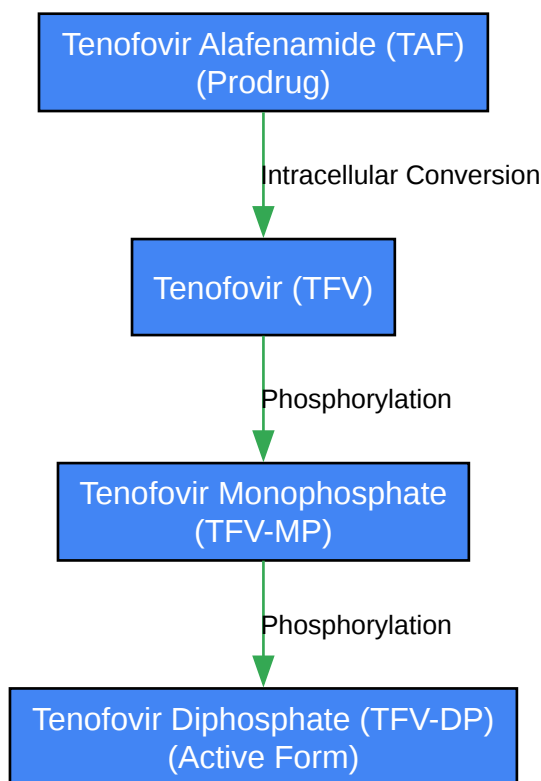 Tenofovir Alafenamide (TAF)
(Prodrug)
Intracellular Conversion
Tenofovir (TFV)
Phosphorylation
Tenofovir Monophosphate
(TFV-MP)
Phosphorylation
Tenofovir Diphosphate (TFV-DP)
(Active Form)